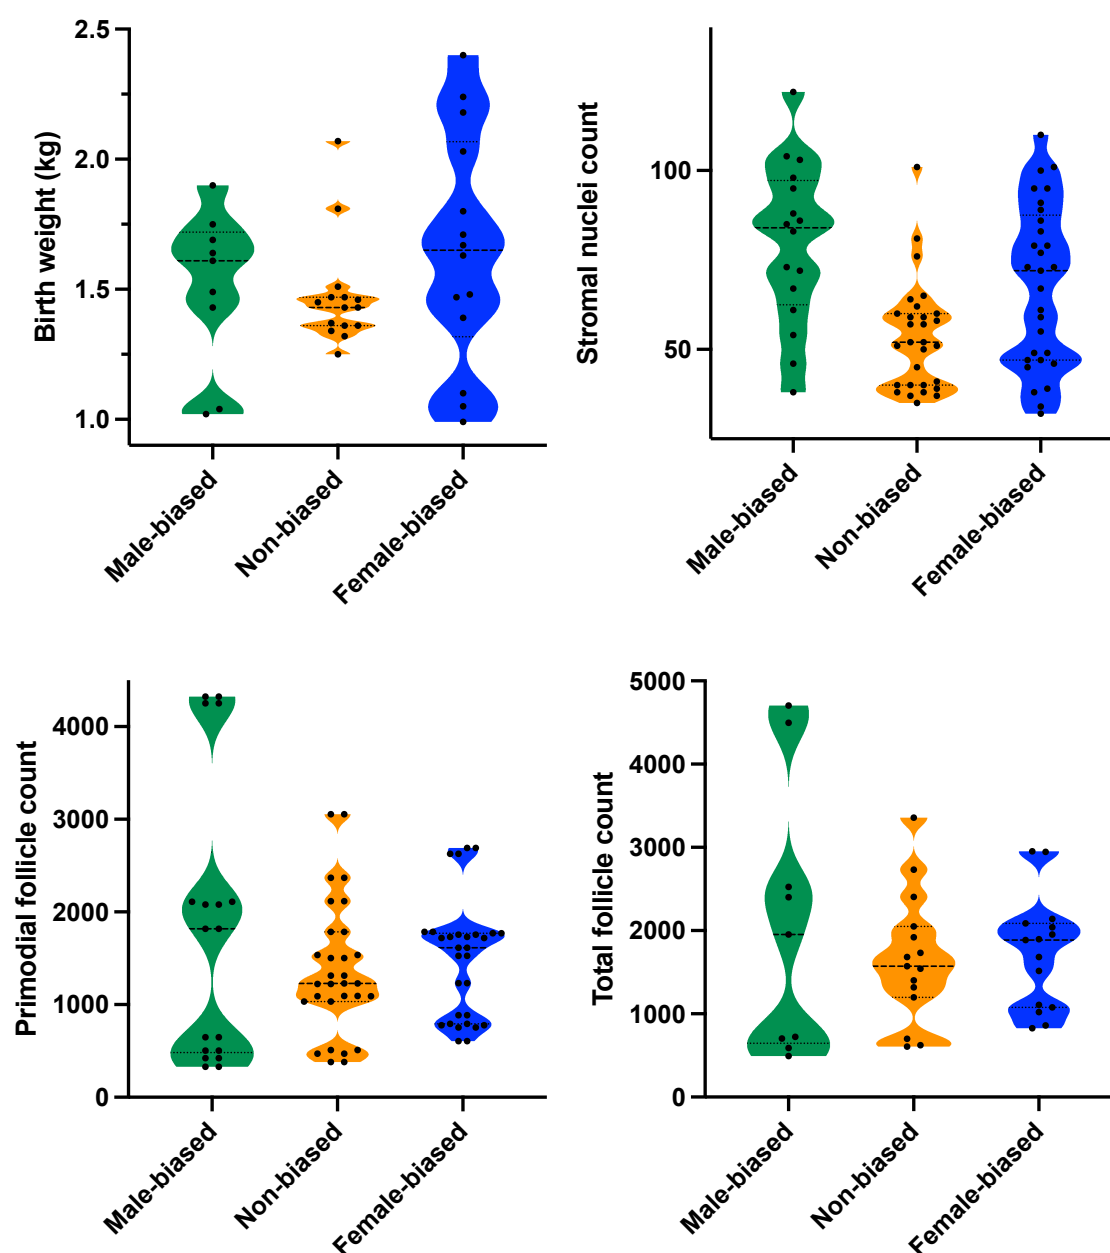 Birth weight (kg)
2.5
2.0
1.5
1.0
Male-biased
Non-biased
Female-biased
Stromal nuclei count
100
50
Male-biased
Non-biased
Female-biased
Primodial follicle count
4000
3000
2000
1000
0
Male-biased
Non-biased
Female-biased
Total follicle count
5000
4000
3000
2000
1000
0
Male-biased
Non-biased
Female-biased